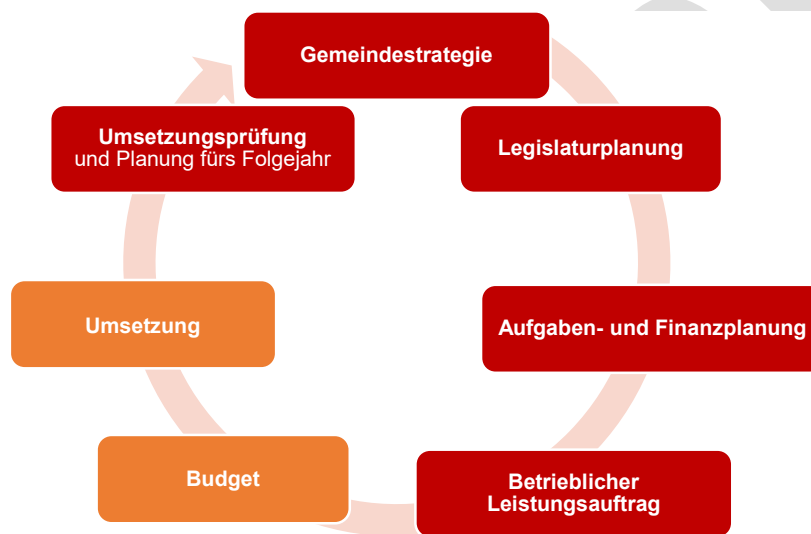 Gemeindestrategie
Legislaturplanung
Aufgaben- und Finanzplanung
Betrieblicher
Leistungsauftrag
Budget
Umsetzung
Umsetzungsprüfung
und Planung fürs Folgejahr